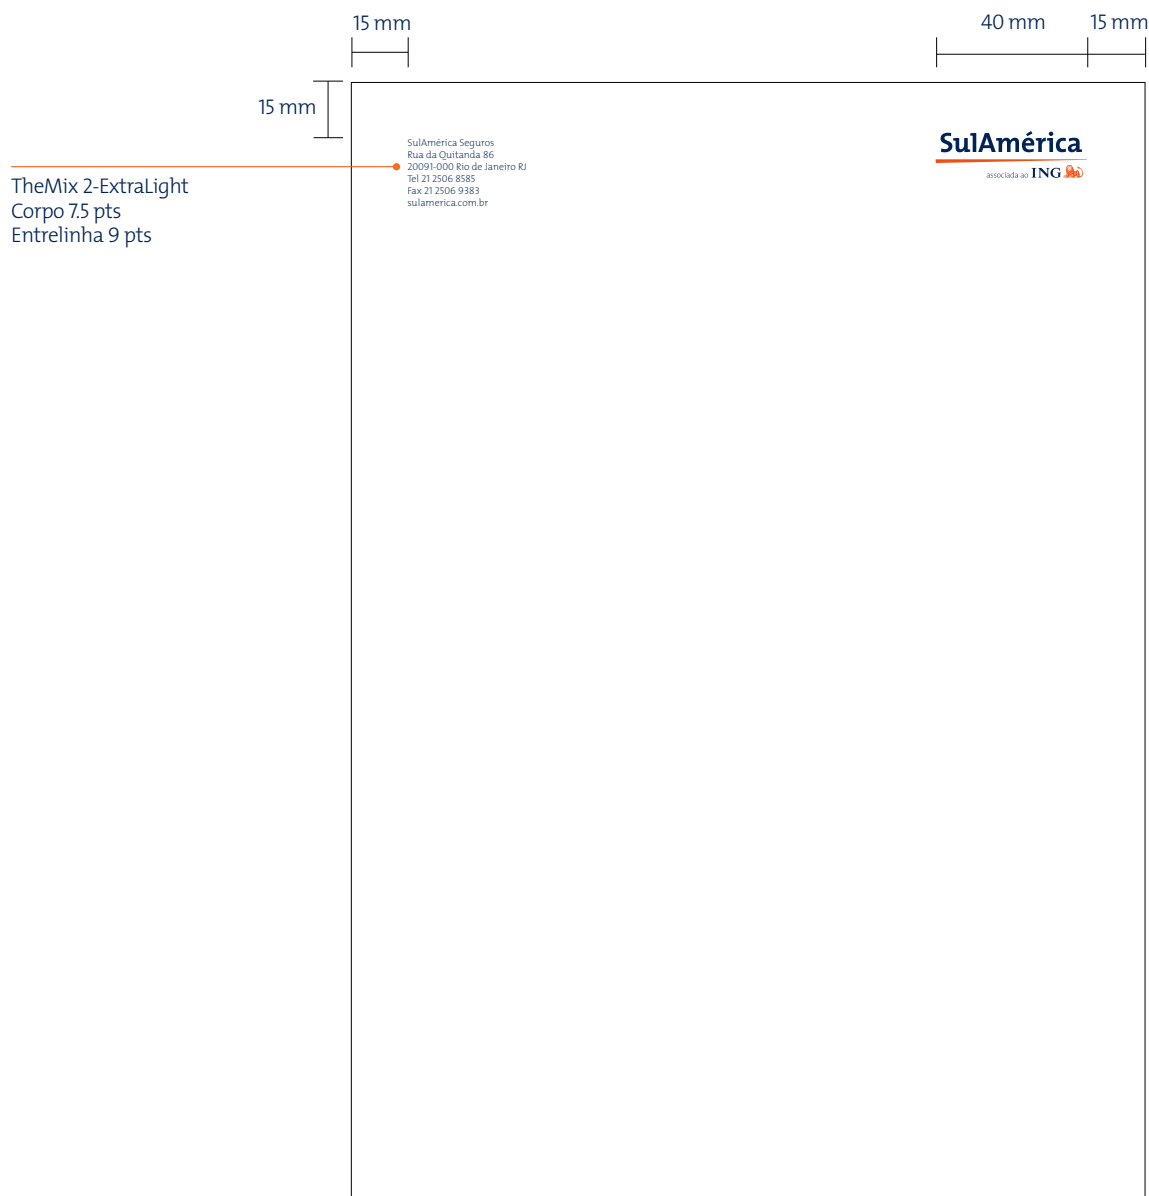 15 mm
40 mm
15 mm
15 mm
SulAmérica Seguros
Rua da Quitanda 86
20091-000 Rio de Janeiro RJ
Tel 21 2506 8585
Fax 21 2506 9383
sulamerica.com.br
SulAmérica
associada ao ING
TheMix 2-ExtraLight
Corpo 7.5 pts
Entrelinha 9 pts